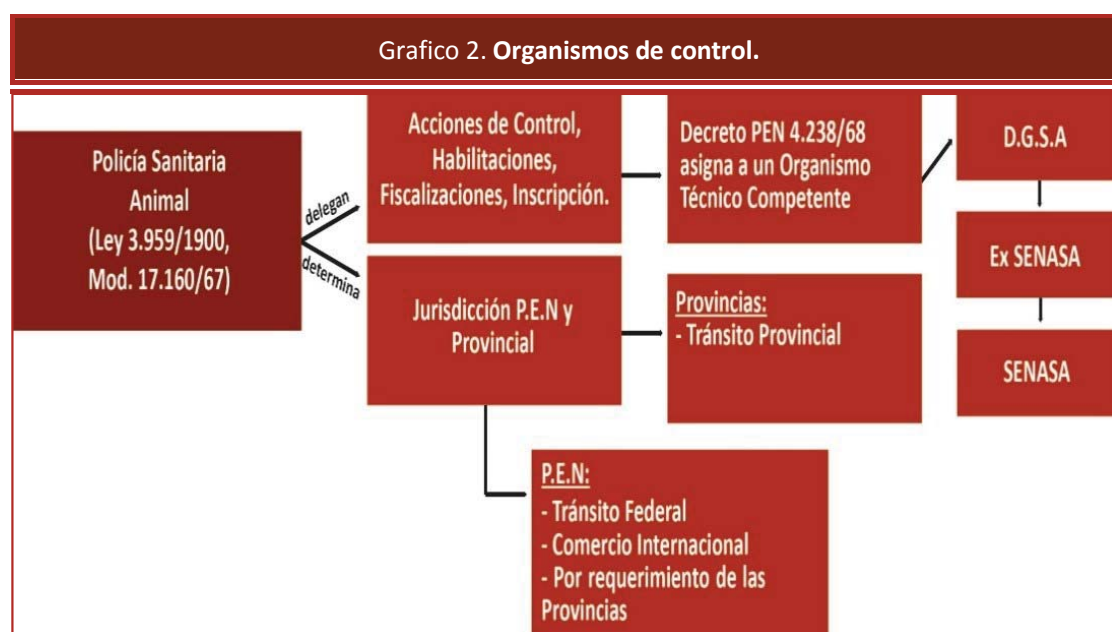 Grafico 2. Organismos de control.
Policía Sanitaria
Animal
(Ley 3.959/1900,
Mod. 17.160/67)
delegan
determina
Acciones de Control,
Habilitaciones,
Fiscalizaciones, Inscripción.
Decreto PEN 4.238/68
asigna a un Organismo
Técnico Competente
D.G.S.A
Ex SENASA
SENASA
Jurisdicción P.E.N y
Provincial
Provincias:
- Tránsito Provincial
P.E.N:
- Tránsito Federal
- Comercio Internacional
- Por requerimiento de las
Provincias